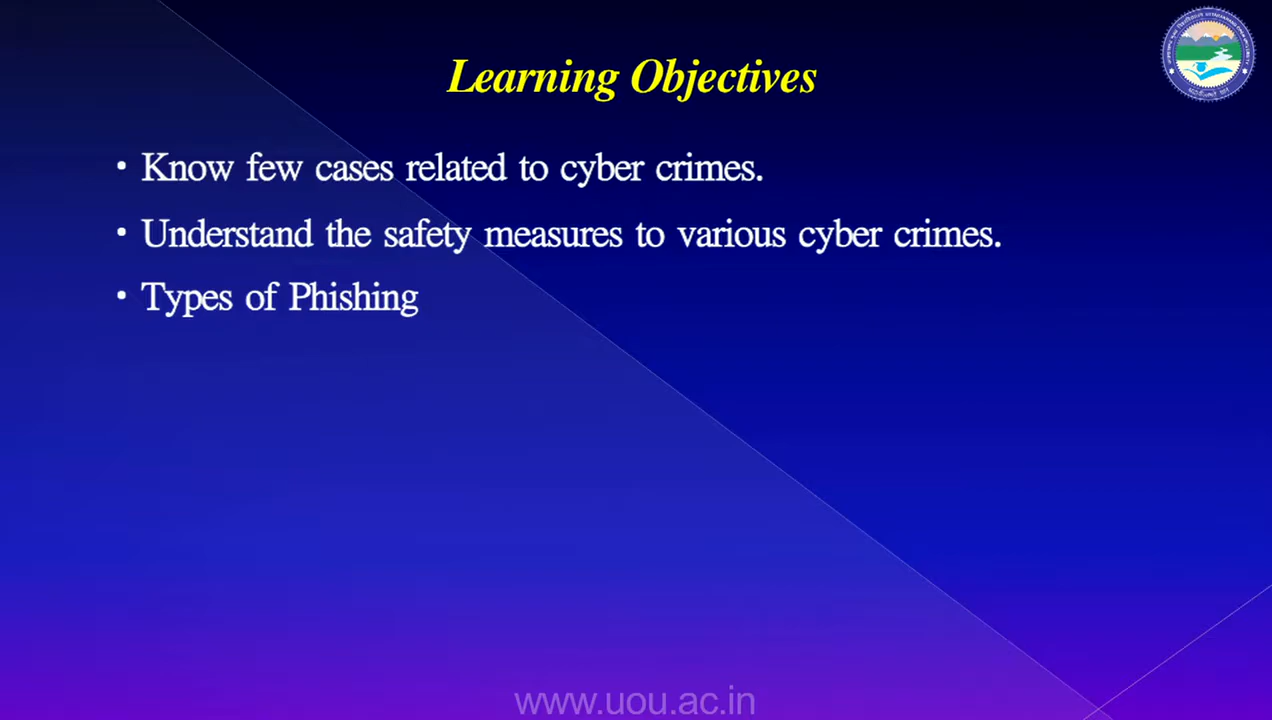 Learning Objectives
• Know few cases related to cyber crimes.
• Understand the safety measures to various cyber crimes.
• Types of Phishing
www.uou.ac.in